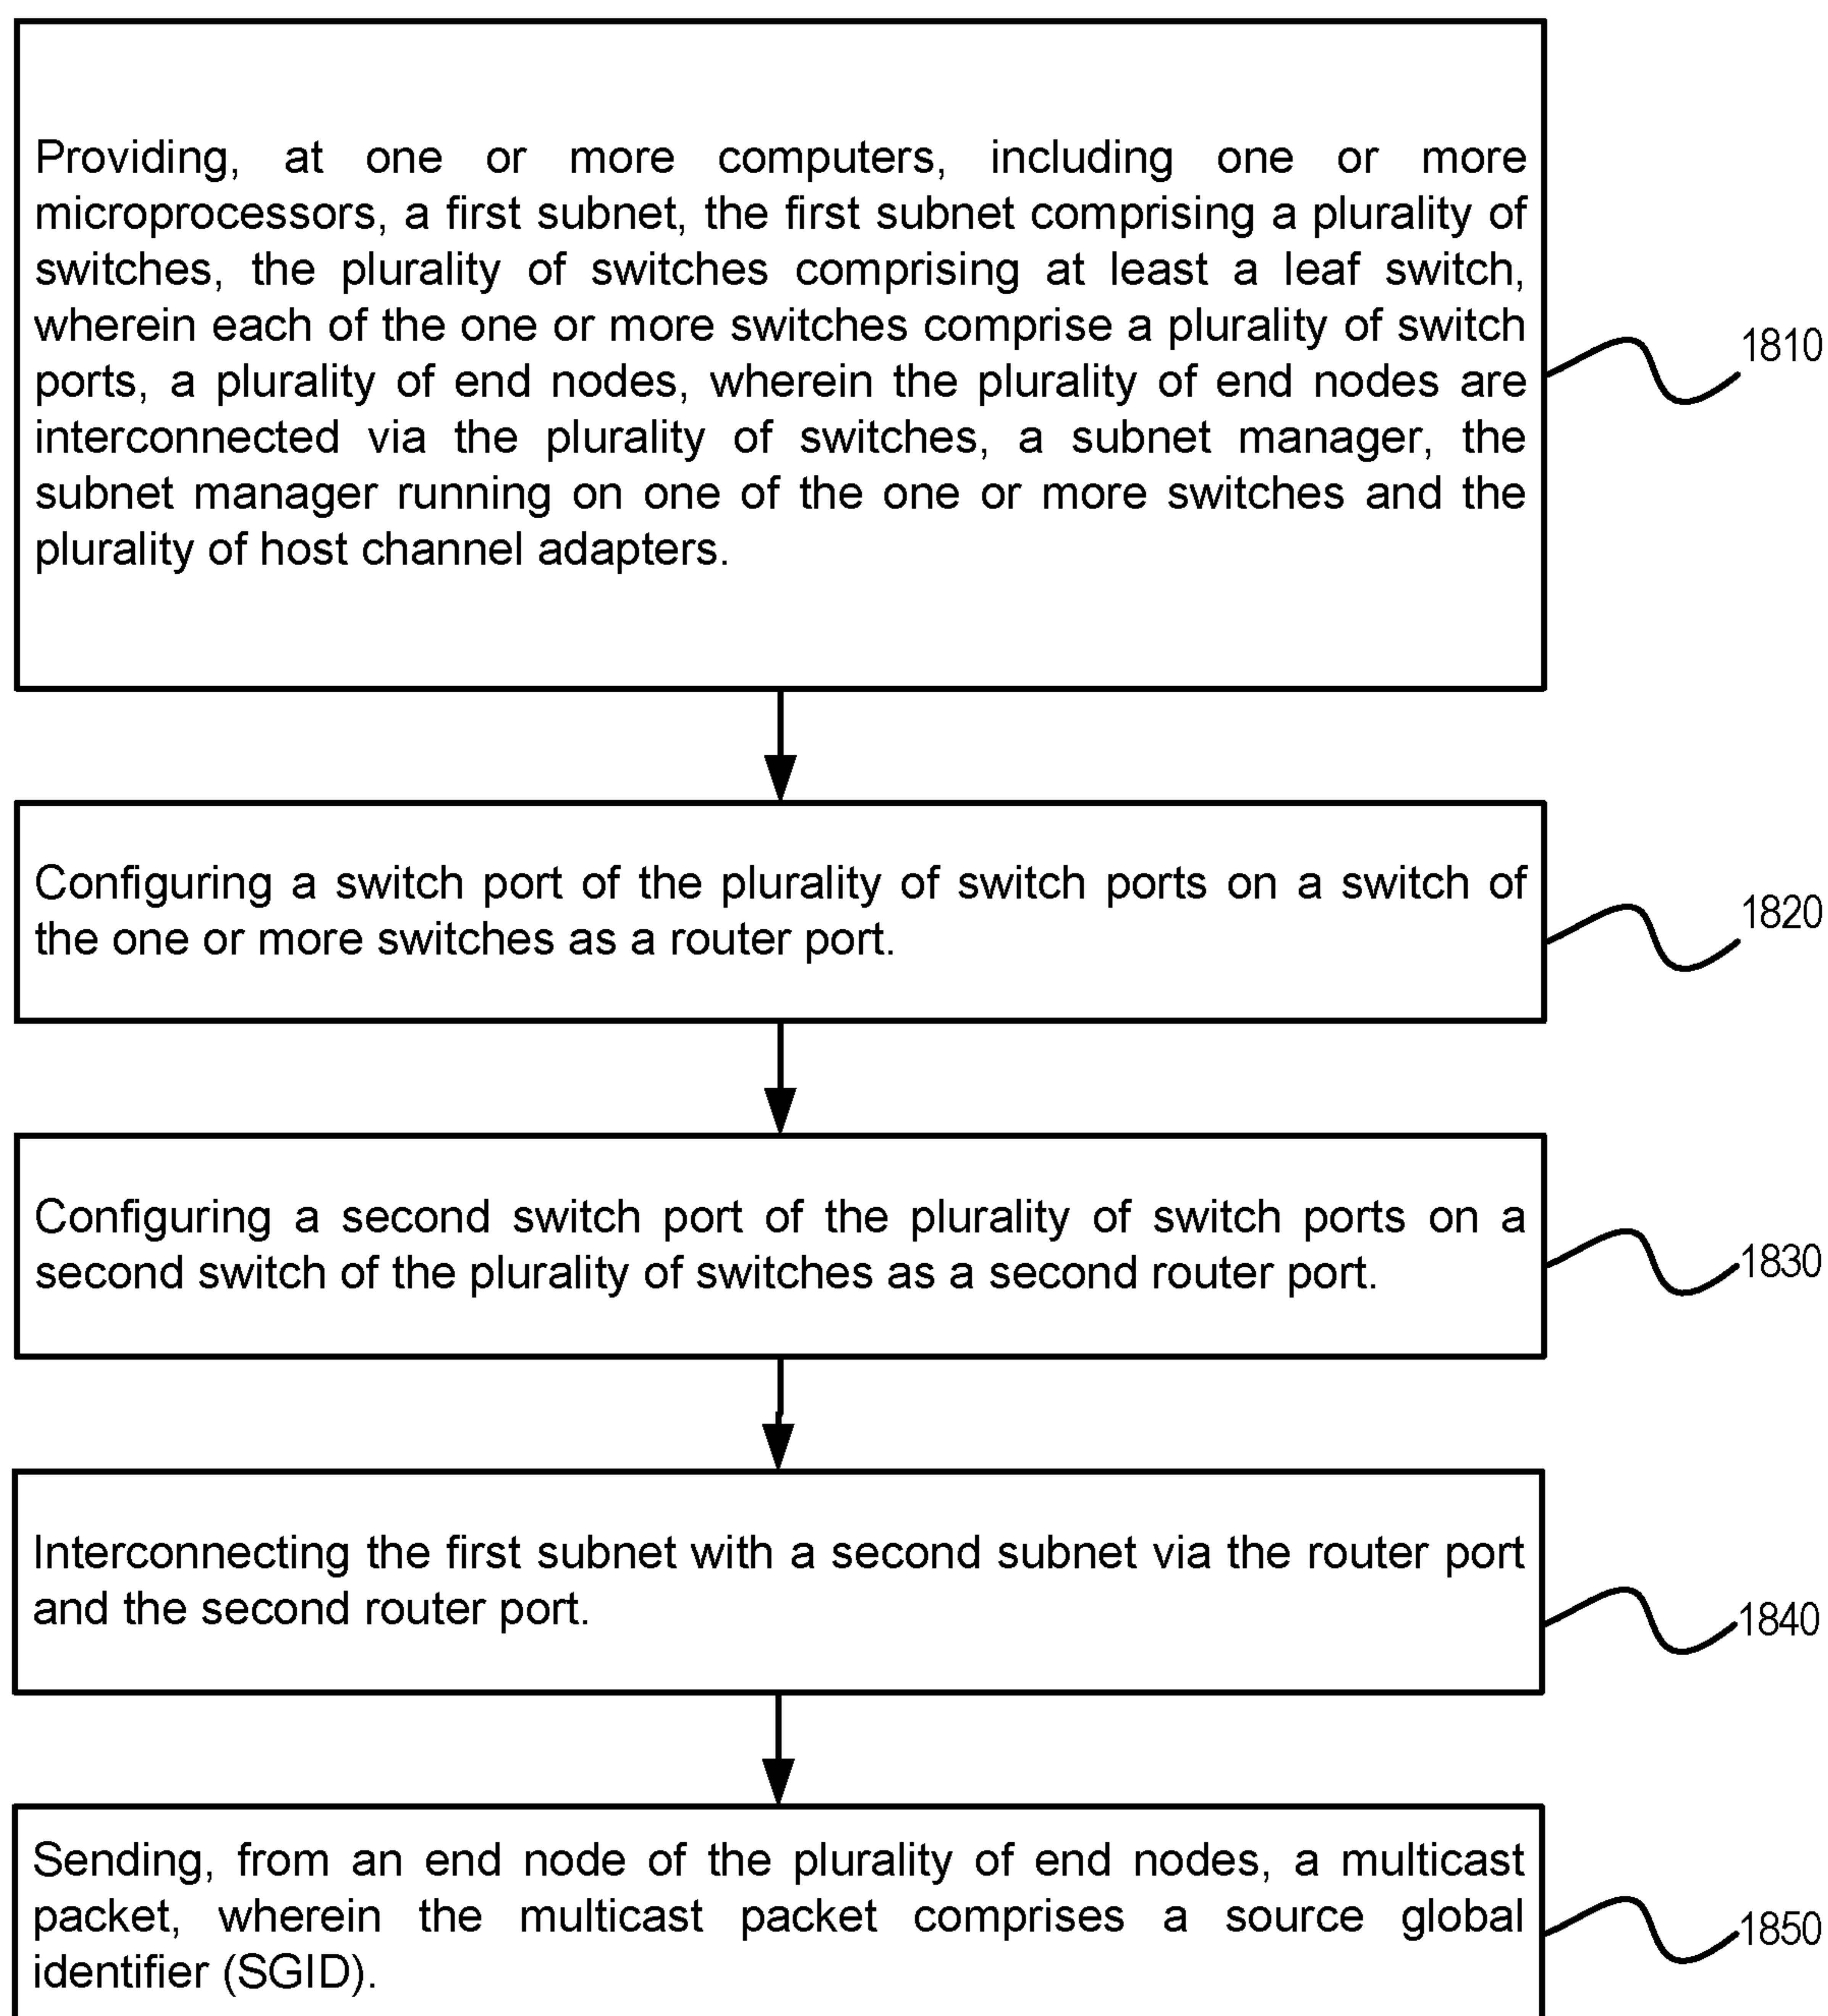 Providing, at one or more computers, including one or more
microprocessors, a first subnet, the first subnet comprising a plurality of
switches, the plurality of switches comprising at least a leaf switch,
wherein each of the one or more switches comprise a plurality of switch
ports, a plurality of end nodes, wherein the plurality of end nodes are
interconnected via the plurality of switches, a subnet manager, the
subnet manager running on one of the one or more switches and the
plurality of host channel adapters.
1810
Configuring a switch port of the plurality of switch ports on a switch of
the one or more switches as a router port.
1820
Configuring a second switch port of the plurality of switch ports on a
second switch of the plurality of switches as a second router port.
1830
Interconnecting the first subnet with a second subnet via the router port
and the second router port.
1840
Sending, from an end node of the plurality of end nodes, a multicast
packet, wherein the multicast packet comprises a source global
identifier (SGID).
1850